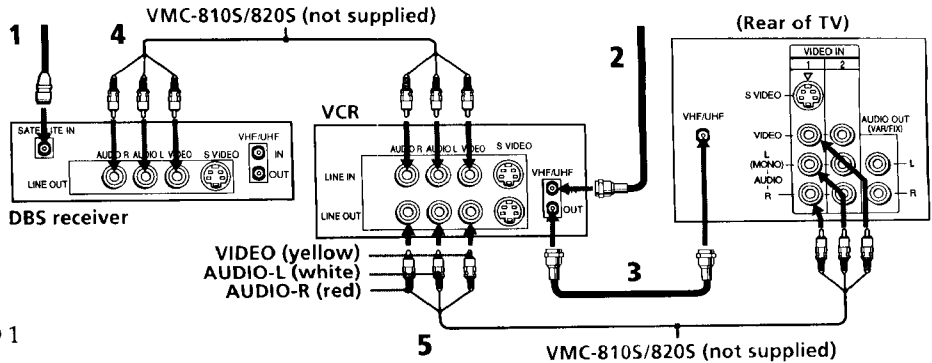 VMC-810S/820S (not supplied)
1
4
2
(Rear of TV)
VIDEO IN
1 2
S VIDEO
VCR
VHF/UHF
AUDIO OUT
(VAR/FIX)
VIDEO
SATELLITE IN
VHF/UHF
AUDIO R AUDIO L VIDEO S VIDEO
IN
OUT
LINE OUT
AUDIO R AUDIO L VIDEO S VIDEO
LINE IN
VHF/UHF
OUT
LINE OUT
L
(MONO)
AUDIO
R
L
R
DBS receiver
VIDEO (yellow)
AUDIO-L (white)
AUDIO-R (red)
3
1
5
VMC-810S/820S (not supplied)